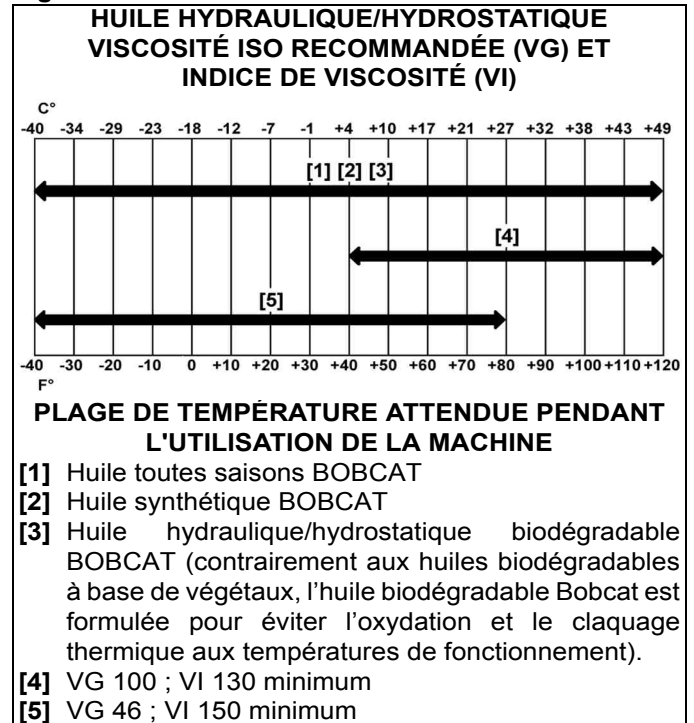 HUILE HYDRAULIQUE/HYDROSTATIQUE
VISCOSITÉ ISO RECOMMANDÉE (VG) ET
INDICE DE VISCOSITÉ (VI)
C°
-40 -34 -29 -23 -18 -12 -7 -1 +4 +10 +17 +21 +27 +32 +38 +43 +49
[1] [2] [3]
[4]
[5]
-40 -30 -20 -10 0 +10 +20 +30 +40 +50 +60 +70 +80 +90 +100 +110 +120
F°
PLAGE DE TEMPÉRATURE ATTENDUE PENDANT
L'UTILISATION DE LA MACHINE
[1] Huile toutes saisons BOBCAT
[2] Huile synthétique BOBCAT
[3] Huile hydraulique/hydrostatique biodégradable
BOBCAT (contrairement aux huiles biodégradables
à base de végétaux, l’huile biodégradable Bobcat est
formulée pour éviter l’oxydation et le claquage
thermique aux températures de fonctionnement).
[4] VG 100 ; VI 130 minimum
[5] VG 46 ; VI 150 minimum